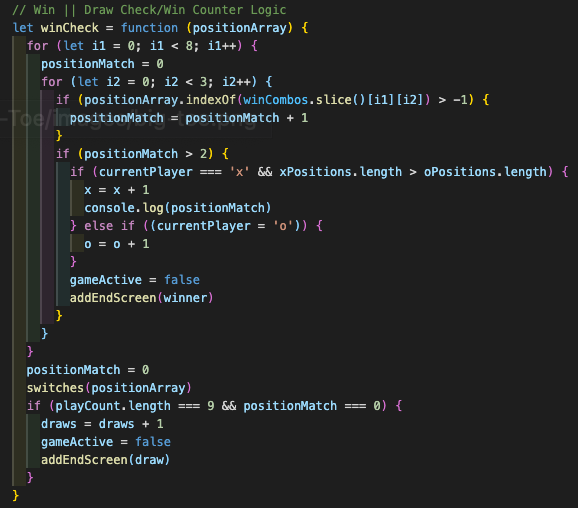 // Win || Draw Check/Win Counter Logic
let winCheck = function (positionArray) {
  for (let i1 = 0; i1 < 8; i1++) {
    positionMatch = 0
    for (let i2 = 0; i2 < 3; i2++) {
      if (positionArray.indexOf(winCombos.slice()[i1][i2]) > -1) {
        positionMatch = positionMatch + 1
      }
      if (positionMatch > 2) {
        if (currentPlayer === 'x' && xPositions.length > oPositions.length) {
          x = x + 1
          console.log(positionMatch)
        } else if ((currentPlayer = 'o')) {
          o = o + 1
        }
        gameActive = false
        addEndScreen(winner)
      }
    }
  }
  positionMatch = 0
  switches(positionArray)
  if (playCount.length === 9 && positionMatch === 0) {
    draws = draws + 1
    gameActive = false
    addEndScreen(draw)
  }
}